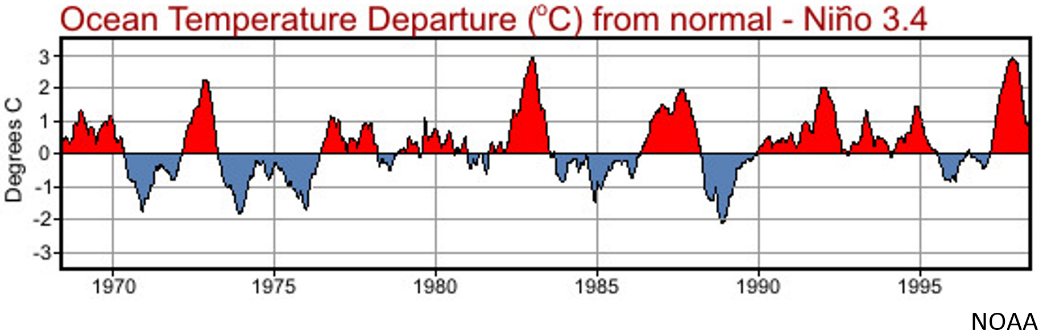 Ocean Temperature Departure (°C) from normal - Niño 3.4
Degrees C
3
2
1
0
-1
-2
-3
1970 1975 1980 1985 1990 1995
NOAA